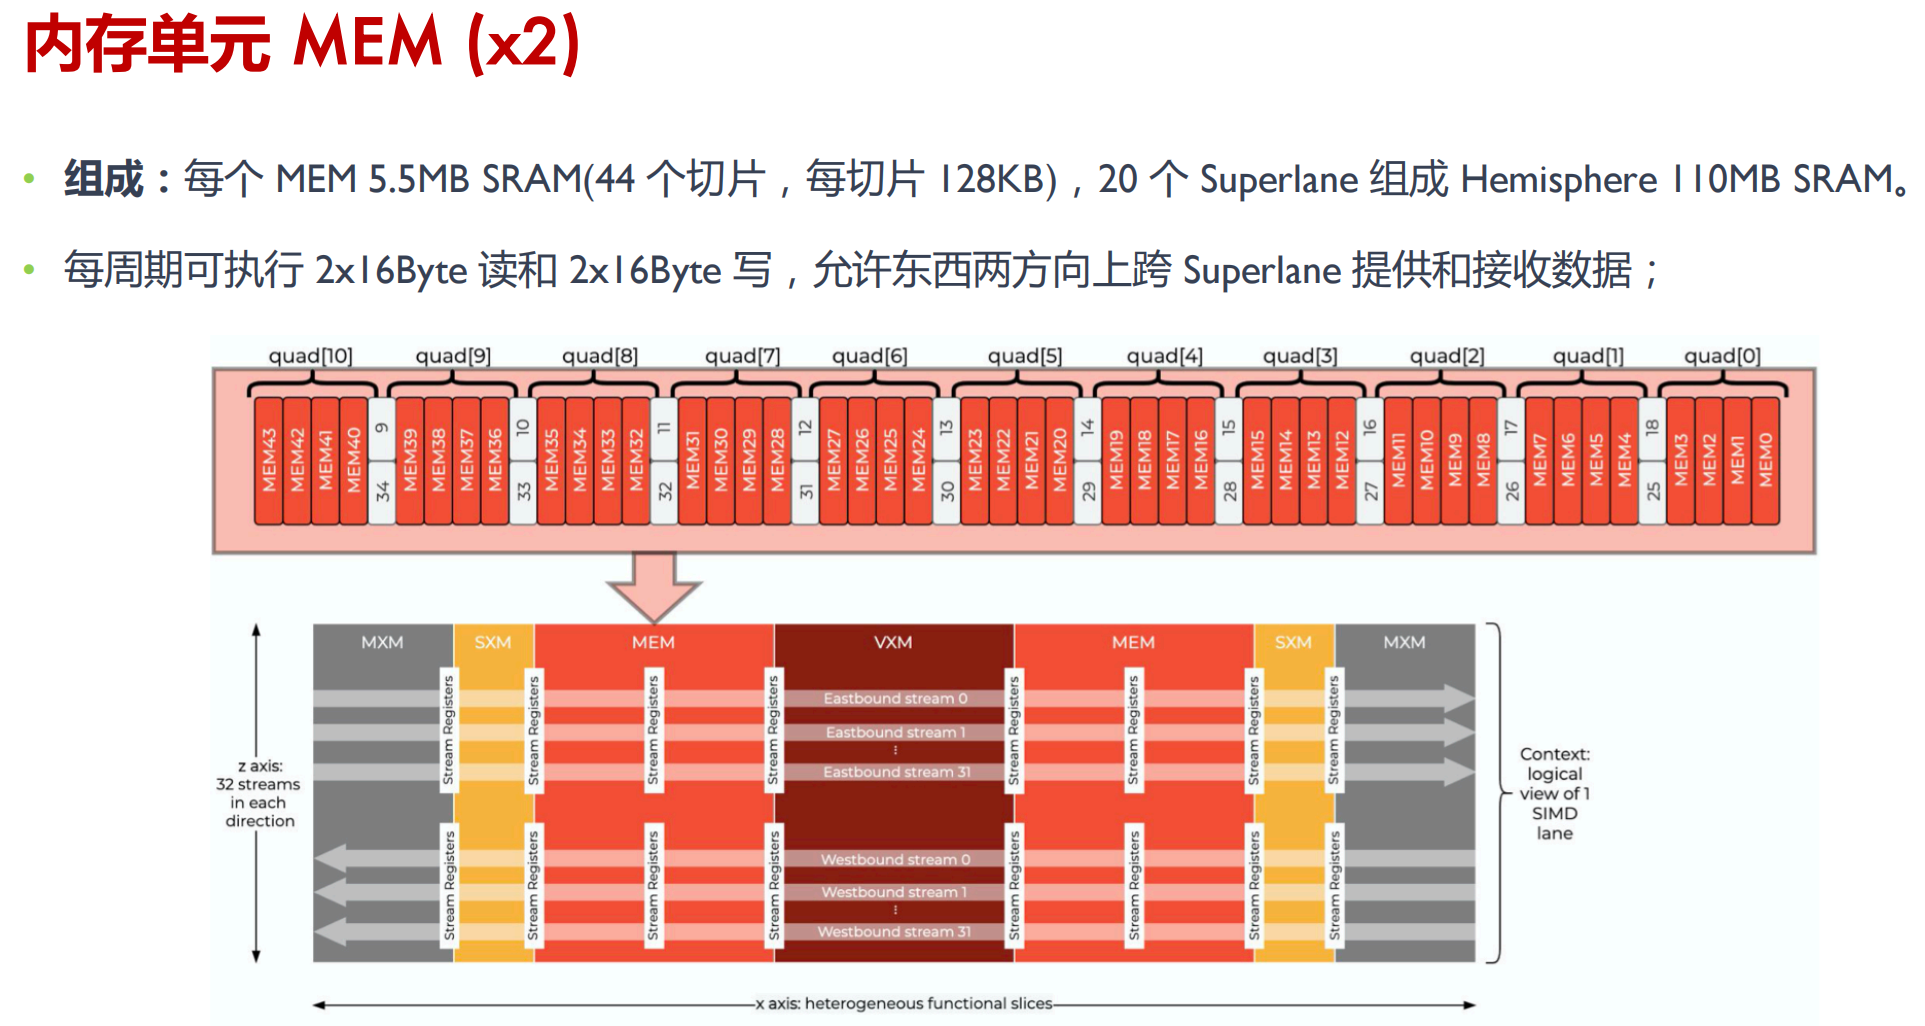 内存单元 MEM (x2)
• 组成：每个 MEM 5.5MB SRAM(44 个切片，每切片 128KB)，20 个 Superlane 组成 Hemisphere 110MB SRAM。
• 每周期可执行 2x16Byte 读和 2x16Byte 写，允许东西两方向上跨 Superlane 提供和接收数据；
quad[10] quad[9] quad[8] quad[7] quad[6] quad[5] quad[4] quad[3] quad[2] quad[1] quad[0]
MEM43
MEM42
MEM41
MEM40
9
34
MEM39
MEM38
MEM37
MEM36
10
33
MEM35
MEM34
MEM33
MEM32
11
32
MEM31
MEM30
MEM29
MEM28
12
31
MEM27
MEM26
MEM25
MEM24
13
30
MEM23
MEM22
MEM21
MEM20
14
29
MEM19
MEM18
MEM17
MEM16
15
28
MEM15
MEM14
MEM13
MEM12
16
27
MEM11
MEM10
MEM9
MEM8
17
26
MEM7
MEM6
MEM5
MEM4
18
25
MEM3
MEM2
MEM1
MEM0
MXM SXM MEM VXM MEM SXM MXM
Stream Registers
Stream Registers
Stream Registers
Stream Registers
Stream Registers
Stream Registers
Stream Registers
Stream Registers
Eastbound stream 0
Eastbound stream 1
⋮
Eastbound stream 31
z axis:
32 streams
in each
direction
Context:
logical
view of 1
SIMD
lane
Stream Registers
Stream Registers
Stream Registers
Stream Registers
Stream Registers
Stream Registers
Stream Registers
Stream Registers
Westbound stream 0
Westbound stream 1
⋮
Westbound stream 31
x axis: heterogeneous functional slices